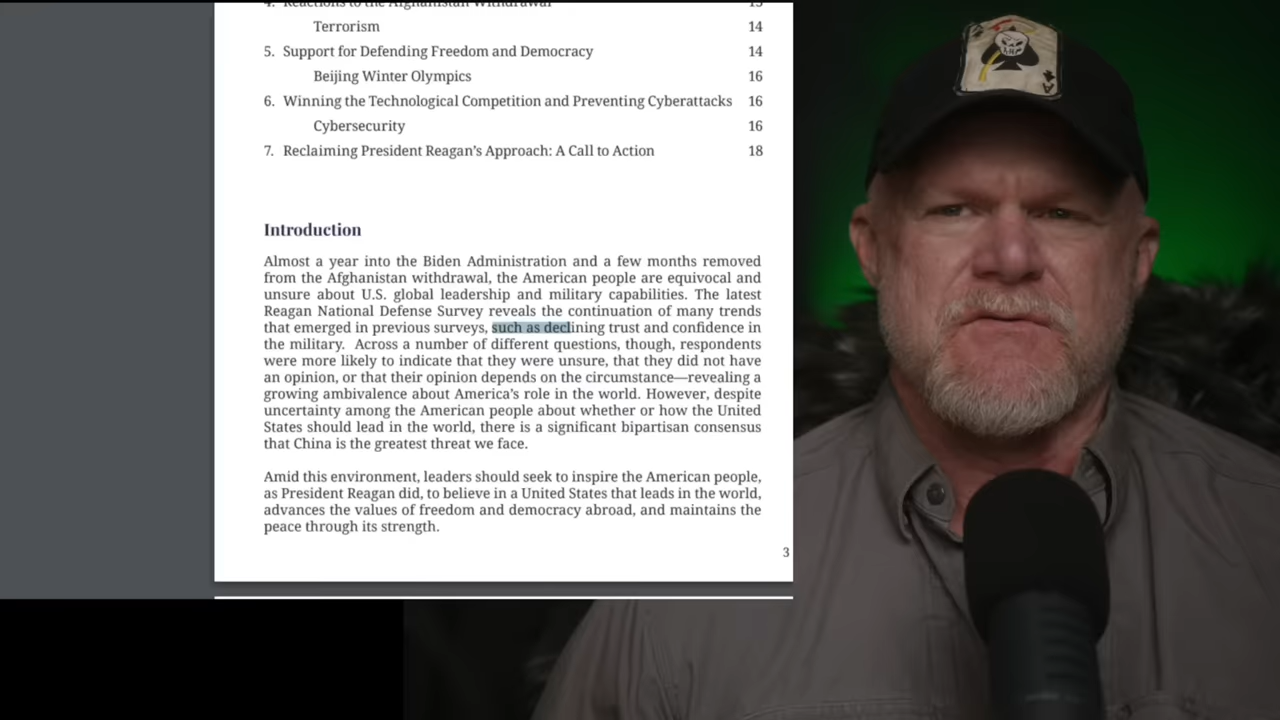 4. Reactions to the Afghanistan Withdrawal 13
Terrorism 14
5. Support for Defending Freedom and Democracy 14
Beijing Winter Olympics 16
6. Winning the Technological Competition and Preventing Cyberattacks 16
Cybersecurity 16
7. Reclaiming President Reagan’s Approach: A Call to Action 18
Introduction
Almost a year into the Biden Administration and a few months removed
from the Afghanistan withdrawal, the American people are equivocal and
unsure about U.S. global leadership and military capabilities. The latest
Reagan National Defense Survey reveals the continuation of many trends
that emerged in previous surveys, such as declining trust and confidence in
the military. Across a number of different questions, though, respondents
were more likely to indicate that they were unsure, that they did not have
an opinion, or that their opinion depends on the circumstance—revealing a
growing ambivalence about America’s role in the world. However, despite
uncertainty among the American people about whether or how the United
States should lead in the world, there is a significant bipartisan consensus
that China is the greatest threat we face.
Amid this environment, leaders should seek to inspire the American people,
as President Reagan did, to believe in a United States that leads in the world,
advances the values of freedom and democracy abroad, and maintains the
peace through its strength.
3